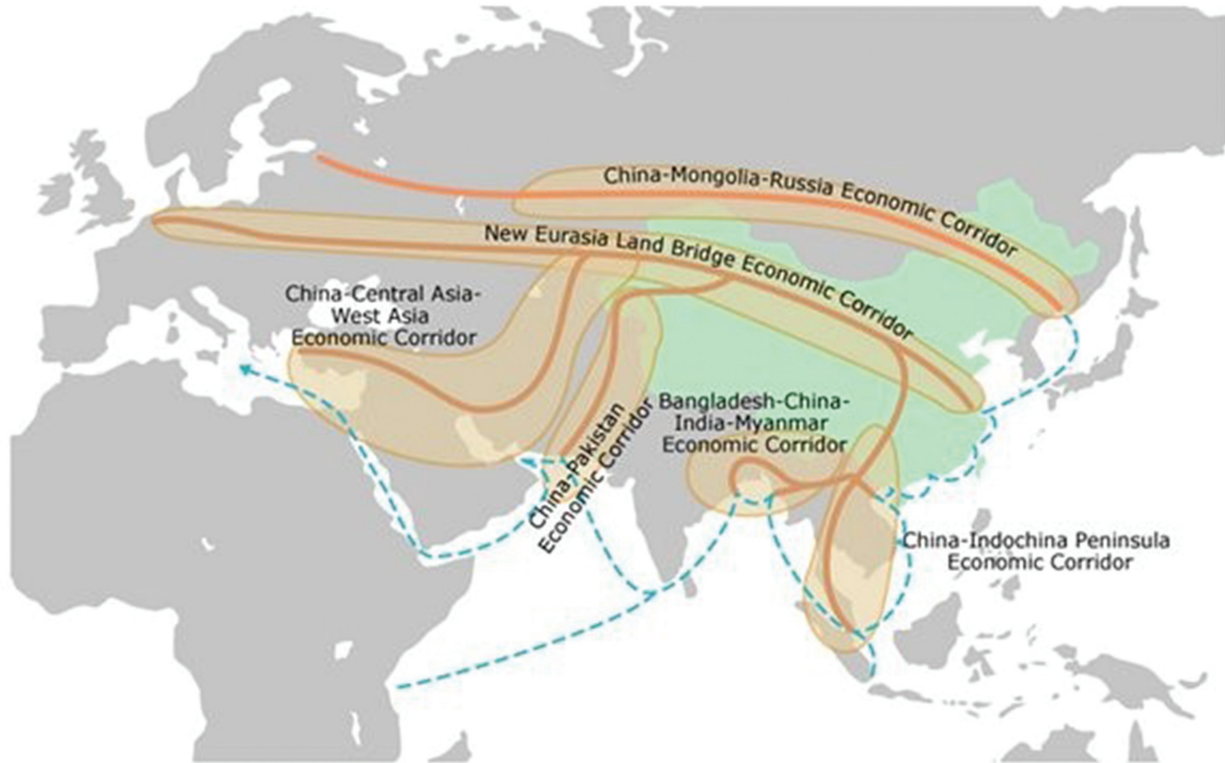 China-Mongolia-Russia Economic Corridor
New Eurasia Land Bridge Economic Corridor
China-Central Asia-
West Asia
Economic Corridor
China-Pakistan
Economic Corridor
Bangladesh-China-
India-Myanmar
Economic Corridor
China-Indochina Peninsula
Economic Corridor